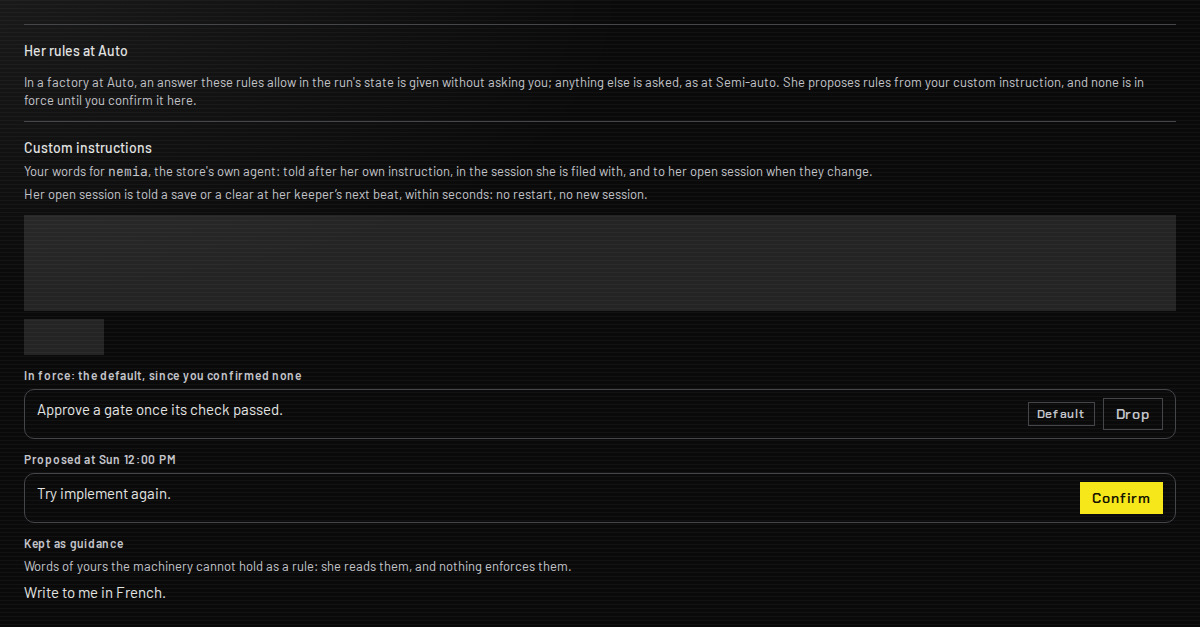 Her rules at Auto
In a factory at Auto, an answer these rules allow in the run's state is given without asking you; anything else is asked, as at Semi-auto. She proposes rules from your custom instruction, and none is in
force until you confirm it here.
Custom instructions
Your words for nemia, the store's own agent: told after her own instruction, in the session she is filed with, and to her open session when they change.
Her open session is told a save or a clear at her keeper's next beat, within seconds: no restart, no new session.
In force: the default, since you confirmed none
Approve a gate once its check passed.
Default
Drop
Proposed at Sun 12:00 PM
Try implement again.
Confirm
Kept as guidance
Words of yours the machinery cannot hold as a rule: she reads them, and nothing enforces them.
Write to me in French.